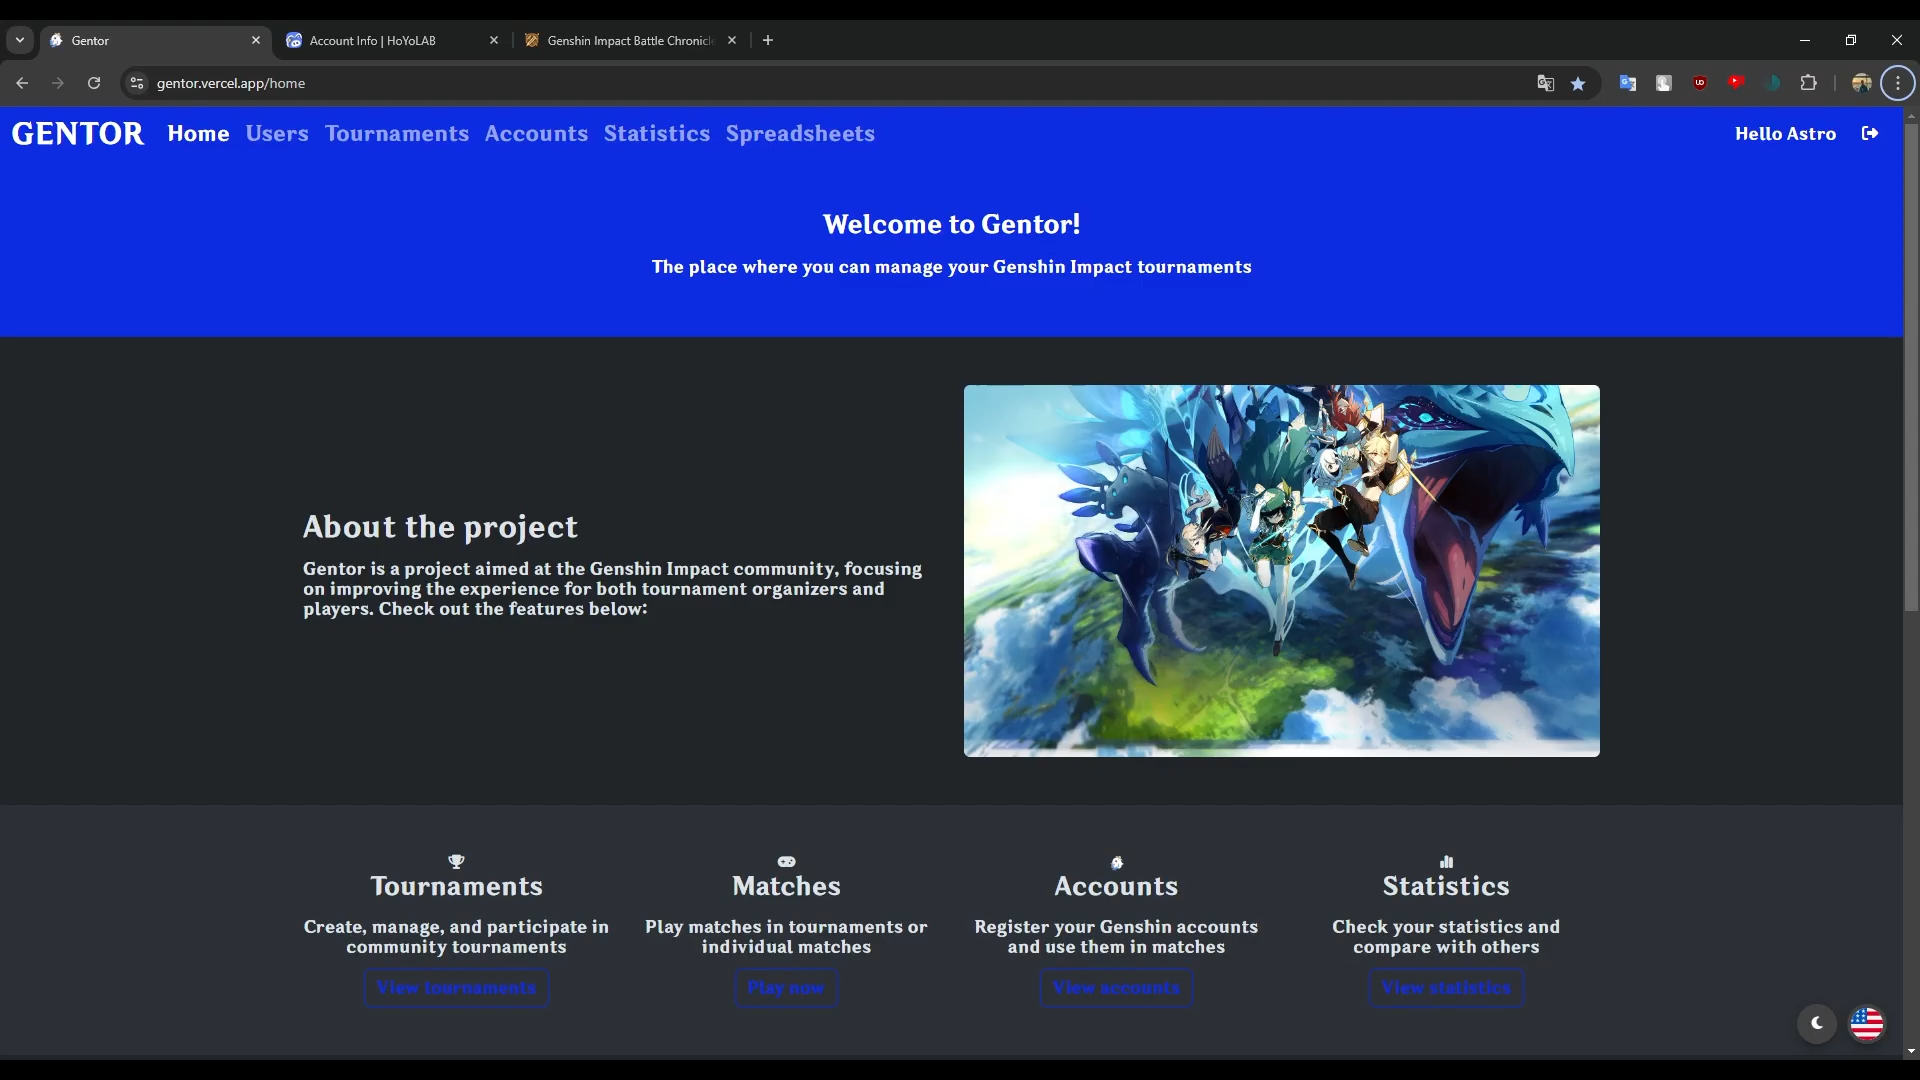 Gentor
Account Info | HoYoLAB
Genshin Impact Battle Chronicle
gentor.vercel.app/home
GENTOR Home Users Tournaments Accounts Statistics Spreadsheets
Hello Astro
Welcome to Gentor!
The place where you can manage your Genshin Impact tournaments
About the project
Gentor is a project aimed at the Genshin Impact community, focusing
on improving the experience for both tournament organizers and
players. Check out the features below:
Tournaments
Create, manage, and participate in
community tournaments
View tournaments
Matches
Play matches in tournaments or
individual matches
Play now
Accounts
Register your Genshin accounts
and use them in matches
View accounts
Statistics
Check your statistics and
compare with others
View statistics